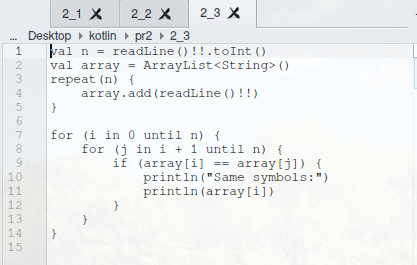 2_1 2_2 2_3
... Desktop kotlin pr2 2_3
1 val n = readLine()!!.toInt()
2 val array = ArrayList<String>()
3 repeat(n) {
4     array.add(readLine()!!)
5 }
6
7 for (i in 0 until n) {
8     for (j in i + 1 until n) {
9         if (array[i] == array[j]) {
10             println("Same symbols:")
11             println(array[i])
12         }
13     }
14 }
15